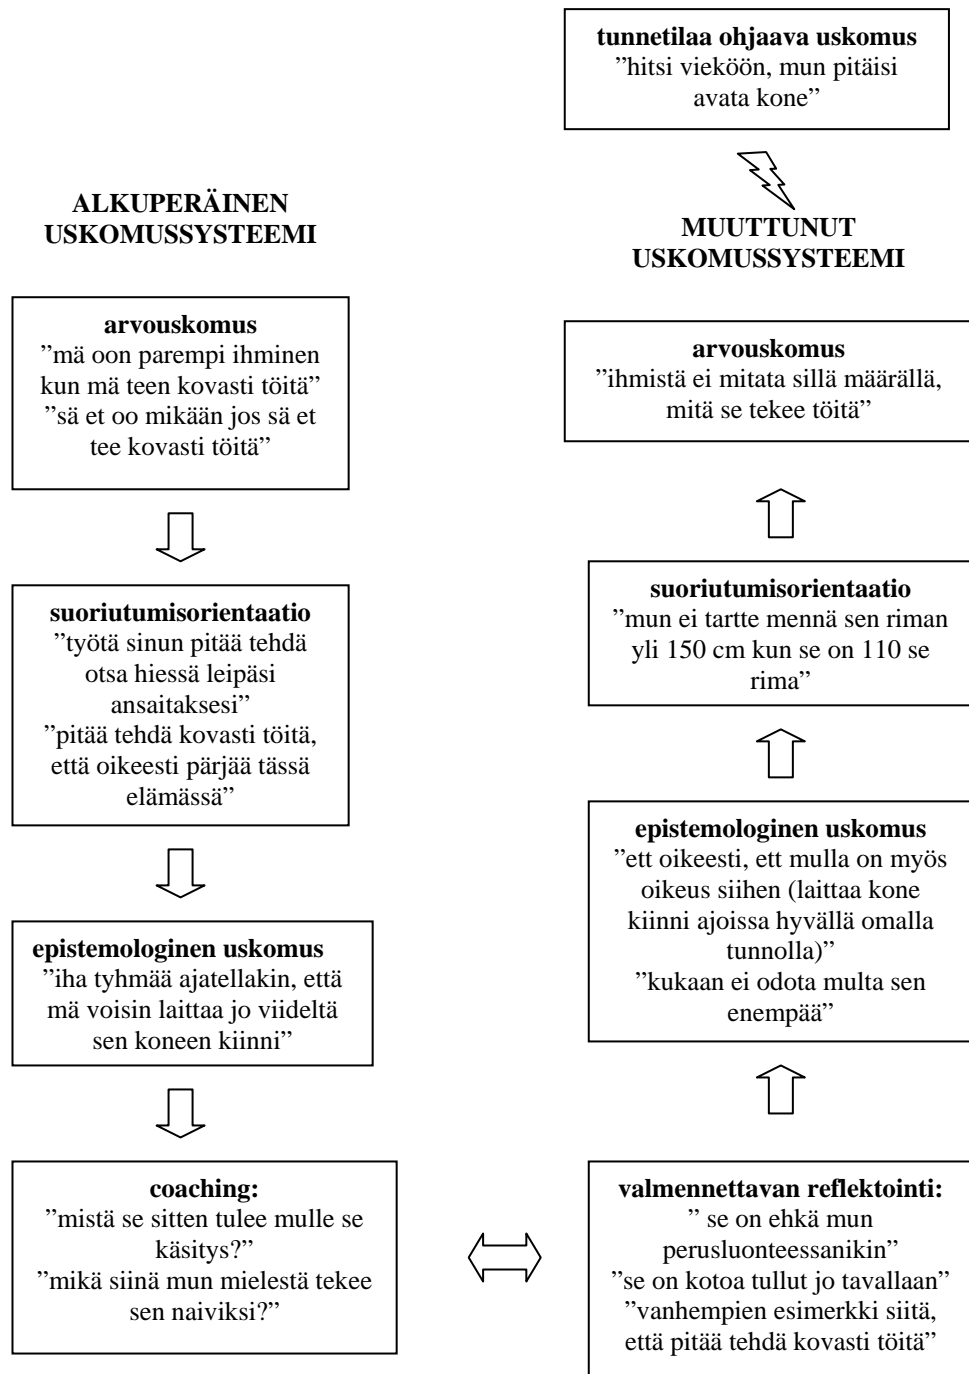 tunnetilaa ohjaava uskomus
”hitsi vieköön, mun pitäisi
avata kone”
ALKUPERÄINEN
USKOMUSSYSTEEMI
MUUTTUNUT
USKOMUSSYSTEEMI
arvouskomus
”mä oon parempi ihminen
kun mä teen kovasti töitä”
”sä et oo mikään jos sä et
tee kovasti töitä”
arvouskomus
”ihmistä ei mitata sillä määrällä,
mitä se tekee töitä”
suoriutumisorientaatio
”työtä sinun pitää tehdä
otsa hiessä leipäsi
ansaitaksesi”
”pitää tehdä kovasti töitä,
että oikeesti pärjää tässä
elämässä”
suoriutumisorientaatio
”mun ei tartte mennä sen riman
yli 150 cm kun se on 110 se
rima”
epistemologinen uskomus
”iha tyhmää ajatellakin, että
mä voisin laittaa jo viideltä
sen koneen kiinni”
epistemologinen uskomus
”ett oikeesti, ett mulla on myös
oikeus siihen (laittaa kone
kiinni ajoissa hyvällä omalla
tunnolla)”
”kukaan ei odota multa sen
enempää”
coaching:
”mistä se sitten tulee mulle se
käsitys?”
”mikä siinä mun mielestä tekee
sen naiviksi?”
valmennettavan reflektointi:
” se on ehkä mun
perusluonteessanikin”
”se on kotoa tullut jo tavallaan”
”vanhempien esimerkki siitä,
että pitää tehdä kovasti töitä”